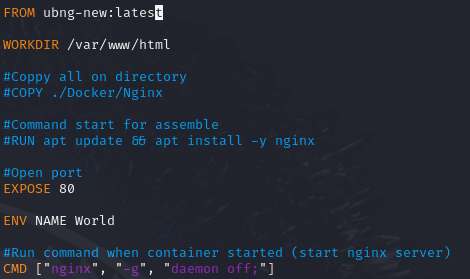 FROM ubng-new:latest
WORKDIR /var/www/html
#Coppy all on directory
#COPY ./Docker/Nginx
#Command start for assemble
#RUN apt update && apt install -y nginx
#Open port
EXPOSE 80
ENV NAME World
#Run command when container started (start nginx server)
CMD ["nginx", "-g", "daemon off;"]